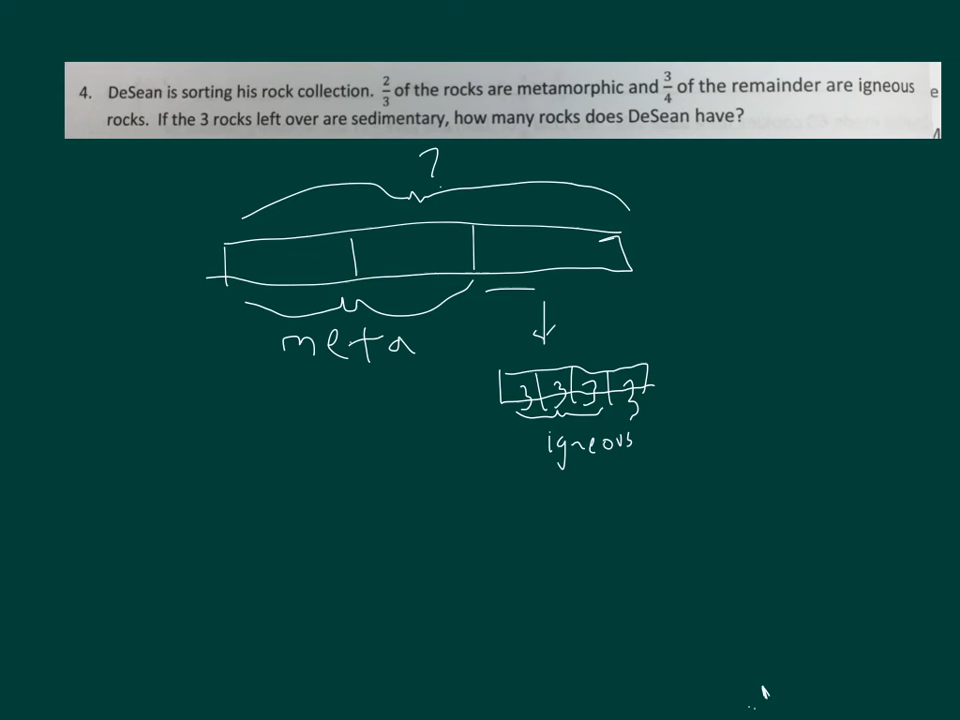 4. DeSean is sorting his rock collection. 2/3 of the rocks are metamorphic and 3/4 of the remainder are igneous e
rocks. If the 3 rocks left over are sedimentary, how many rocks does DeSean have?
?
meta
3 3 3 3
igneous